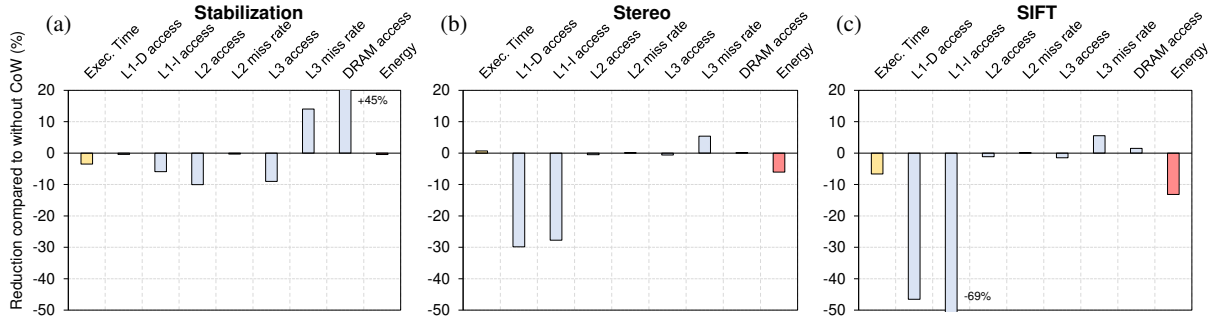 (a)
Stabilization
Exec. Time
L1-D access
L1-I access
L2 access
L2 miss rate
L3 access
L3 miss rate
DRAM access
Energy
Reduction compared to without CoW (%)
20
10
0
-10
-20
-30
-40
-50
+45%
(b)
Stereo
Exec. Time
L1-D access
L1-I access
L2 access
L2 miss rate
L3 access
L3 miss rate
DRAM access
Energy
20
10
0
-10
-20
-30
-40
-50
(c)
SIFT
Exec. Time
L1-D access
L1-I access
L2 access
L2 miss rate
L3 access
L3 miss rate
DRAM access
Energy
20
10
0
-10
-20
-30
-40
-50
-69%